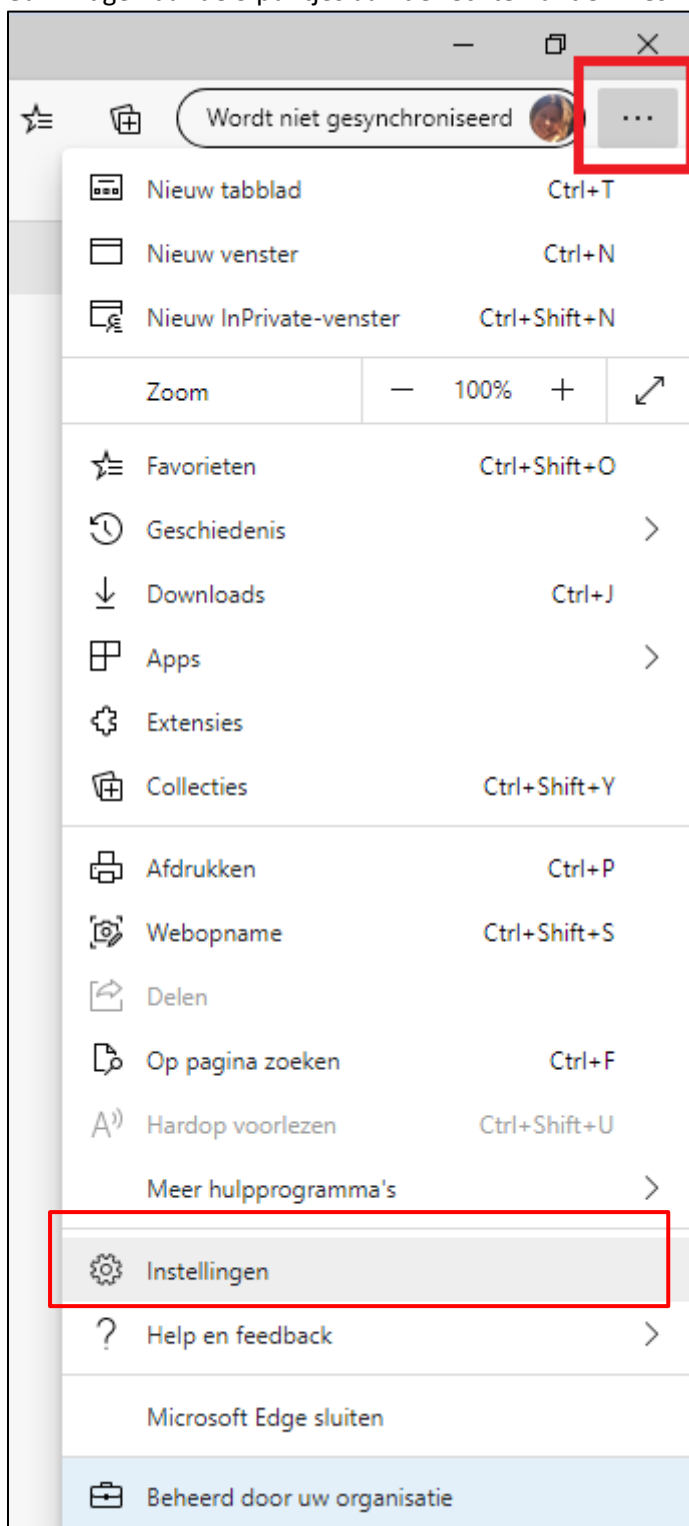 Wordt niet gesynchroniseerd
Nieuw tabblad Ctrl+T
Nieuw venster Ctrl+N
Nieuw InPrivate-venster Ctrl+Shift+N
Zoom — 100% +
Favorieten Ctrl+Shift+O
Geschiedenis
Downloads Ctrl+J
Apps
Extensies
Collecties Ctrl+Shift+Y
Afdrukken Ctrl+P
Webopname Ctrl+Shift+S
Delen
Op pagina zoeken Ctrl+F
Hardop voorlezen Ctrl+Shift+U
Meer hulpprogramma's
Instellingen
Help en feedback
Microsoft Edge sluiten
Beheerd door uw organisatie